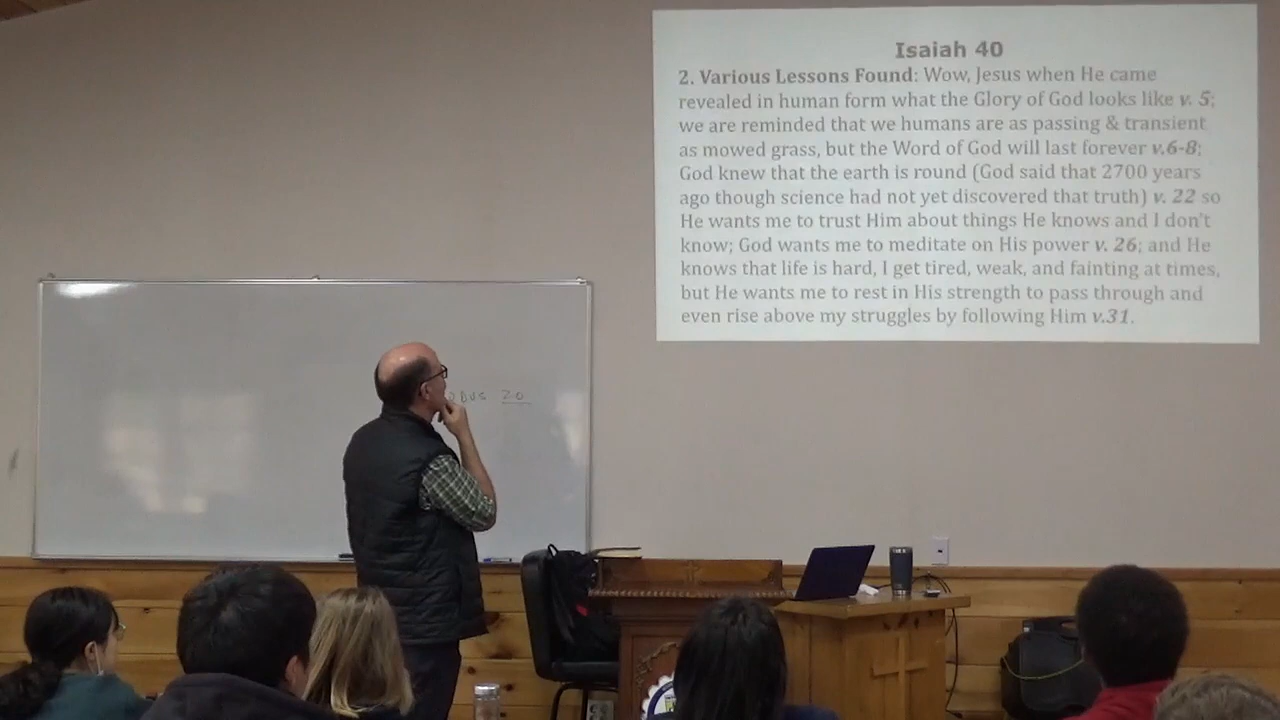 Isaiah 40
2. Various Lessons Found: Wow, Jesus when He came
revealed in human form what the Glory of God looks like v. 5;
we are reminded that we humans are as passing & transient
as mowed grass, but the Word of God will last forever v.6-8;
God knew that the earth is round (God said that 2700 years
ago though science had not yet discovered that truth) v. 22 so
He wants me to trust Him about things He knows and I don't
know; God wants me to meditate on His power v. 26; and He
knows that life is hard, I get tired, weak, and fainting at times,
but He wants me to rest in His strength to pass through and
even rise above my struggles by following Him v.31.
20